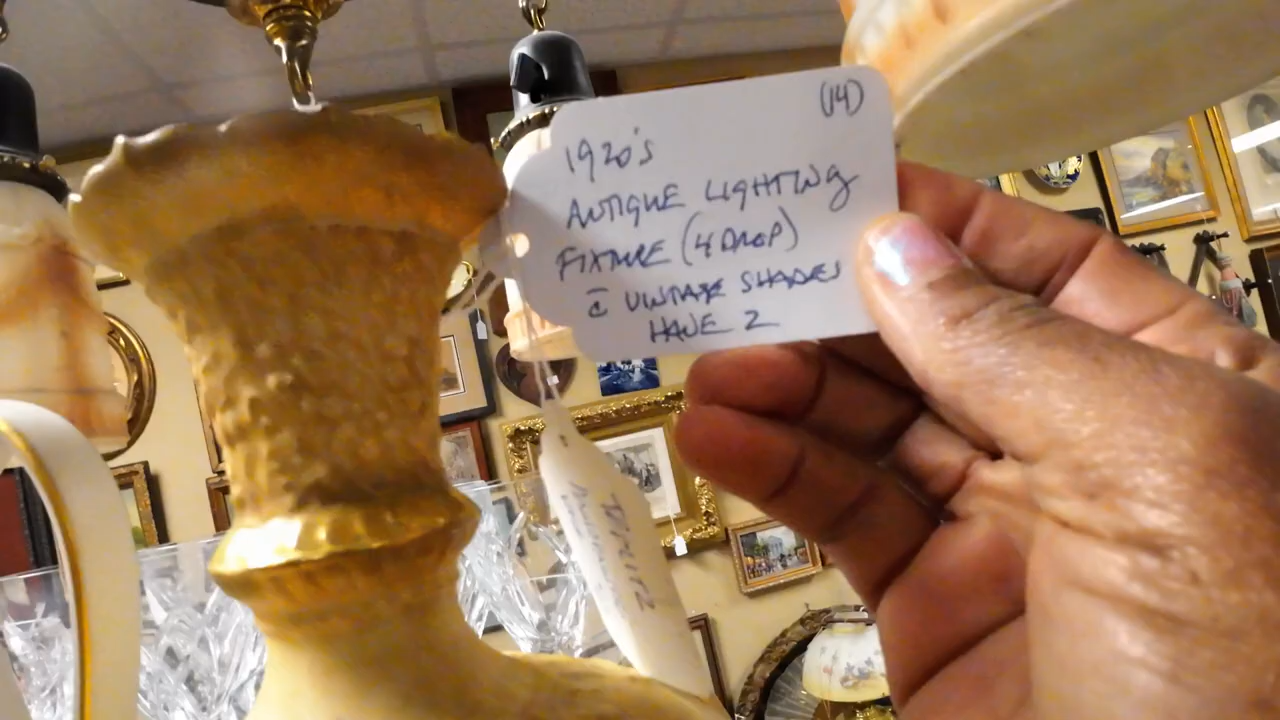 (14)
1920's
ANTIQUE LIGHTING
FIXTURE (4 DROP)
c̄ VINTAGE SHADES
HAVE 2